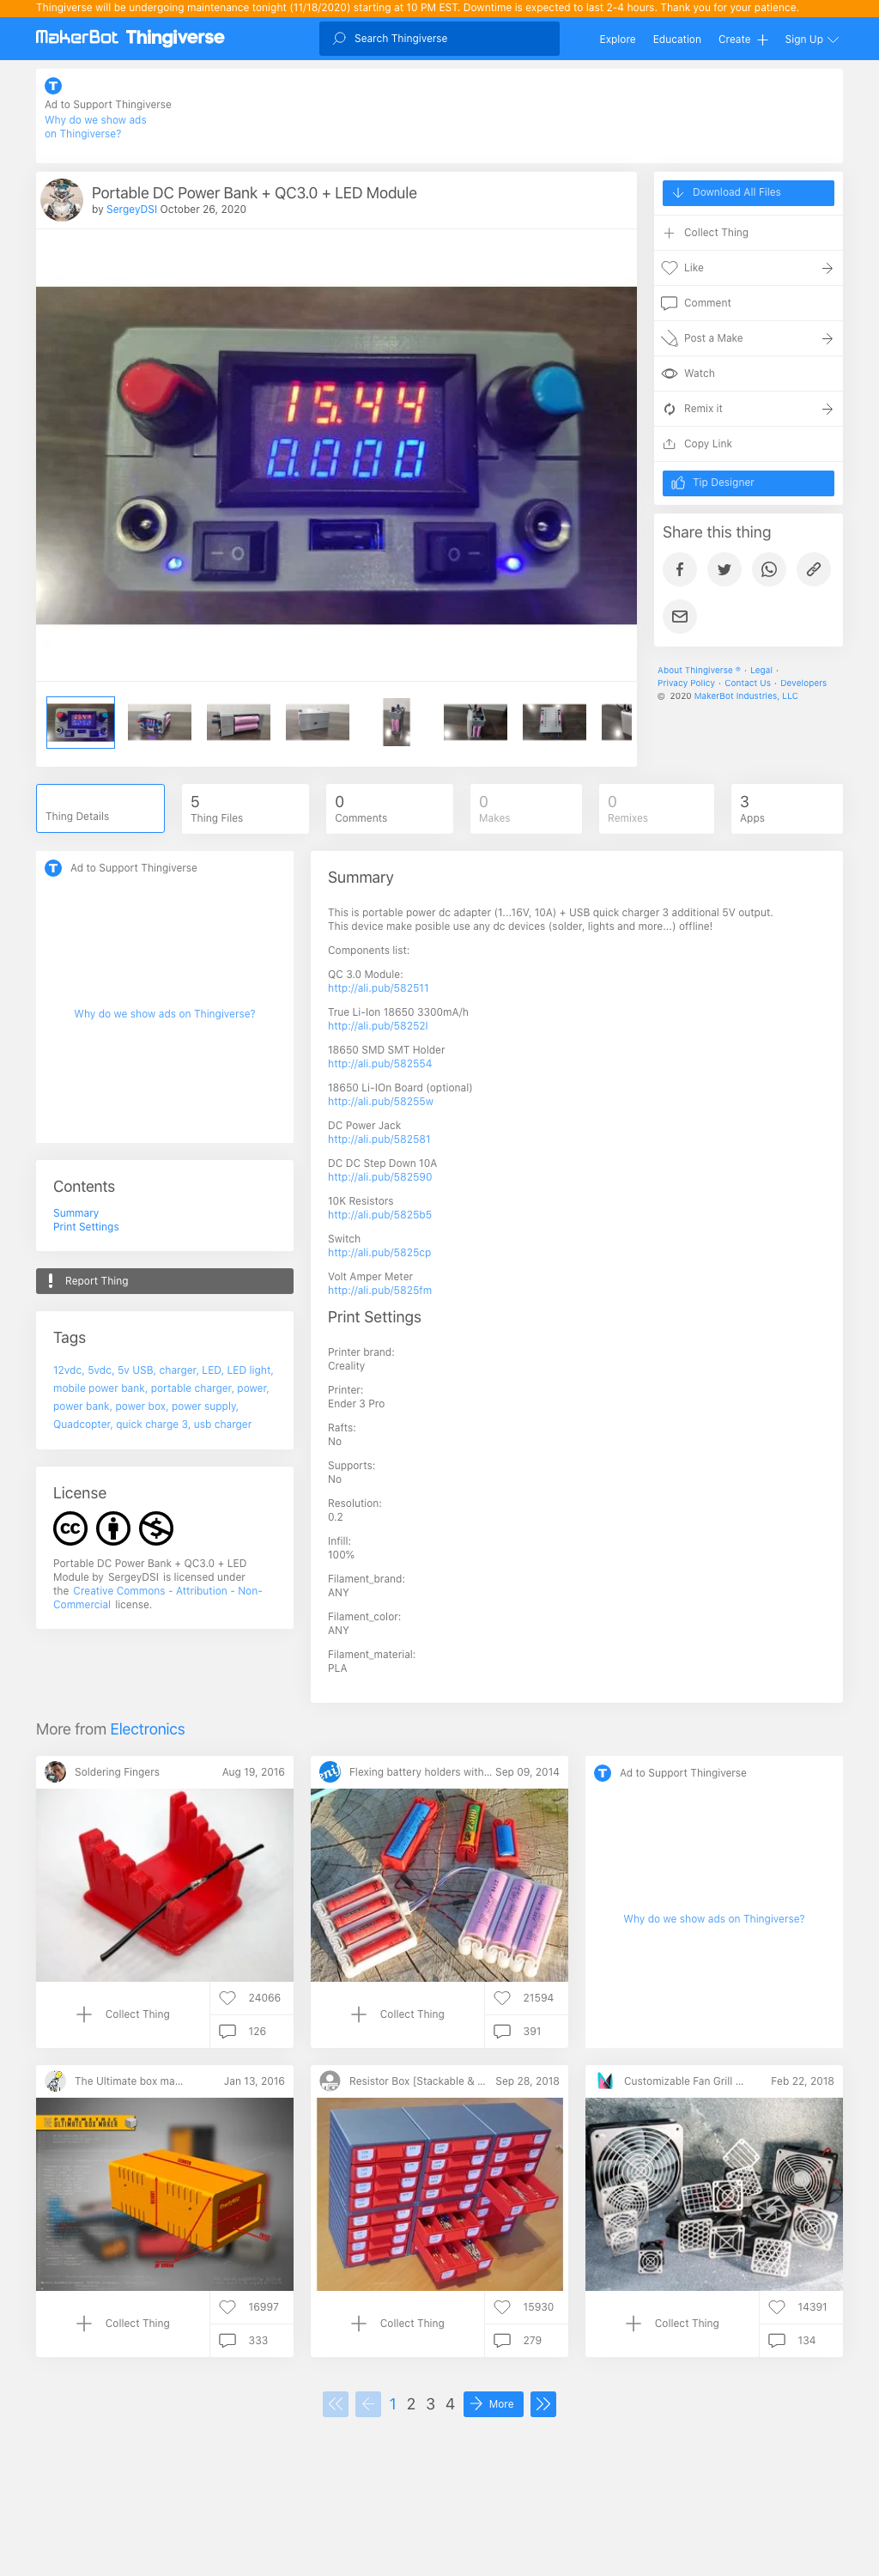 Thingiverse will be undergoing maintenance tonight (11/18/2020) starting at 10 PM EST. Downtime is expected to last 2-4 hours. Thank you for your patience.
MakerBot Thingiverse
Search Thingiverse
Explore
Education
Create
Sign Up
Ad to Support Thingiverse
Why do we show ads
on Thingiverse?
Portable DC Power Bank + QC3.0 + LED Module
by SergeyDSI October 26, 2020
15.44
0.000
Download All Files
Collect Thing
Like
Comment
Post a Make
Watch
Remix it
Copy Link
Tip Designer
Share this thing
About Thingiverse ® · Legal ·
Privacy Policy · Contact Us · Developers
© 2020 MakerBot Industries, LLC
Thing Details
5
Thing Files
0
Comments
0
Makes
0
Remixes
3
Apps
Ad to Support Thingiverse
Why do we show ads on Thingiverse?
Contents
Summary
Print Settings
Report Thing
Tags
12vdc, 5vdc, 5v USB, charger, LED, LED light,
mobile power bank, portable charger, power,
power bank, power box, power supply,
Quadcopter, quick charge 3, usb charger
License
Portable DC Power Bank + QC3.0 + LED
Module by SergeyDSI is licensed under
the Creative Commons - Attribution - Non-
Commercial license.
Summary
This is portable power dc adapter (1...16V, 10A) + USB quick charger 3 additional 5V output.
This device make posible use any dc devices (solder, lights and more...) offline!
Components list:
QC 3.0 Module:
http://ali.pub/582511
True Li-Ion 18650 3300mA/h
http://ali.pub/58252l
18650 SMD SMT Holder
http://ali.pub/582554
18650 Li-IOn Board (optional)
http://ali.pub/58255w
DC Power Jack
http://ali.pub/582581
DC DC Step Down 10A
http://ali.pub/582590
10K Resistors
http://ali.pub/5825b5
Switch
http://ali.pub/5825cp
Volt Amper Meter
http://ali.pub/5825fm
Print Settings
Printer brand:
Creality
Printer:
Ender 3 Pro
Rafts:
No
Supports:
No
Resolution:
0.2
Infill:
100%
Filament_brand:
ANY
Filament_color:
ANY
Filament_material:
PLA
More from Electronics
Soldering Fingers
Aug 19, 2016
Collect Thing
24066
126
Flexing battery holders with...
Sep 09, 2014
Collect Thing
21594
391
Ad to Support Thingiverse
Why do we show ads on Thingiverse?
The Ultimate box ma...
Jan 13, 2016
ULTIMATE BOX MAKER
Collect Thing
16997
333
Resistor Box [Stackable & ...
Sep 28, 2018
Collect Thing
15930
279
Customizable Fan Grill ...
Feb 22, 2018
Collect Thing
14391
134
1 2 3 4
More